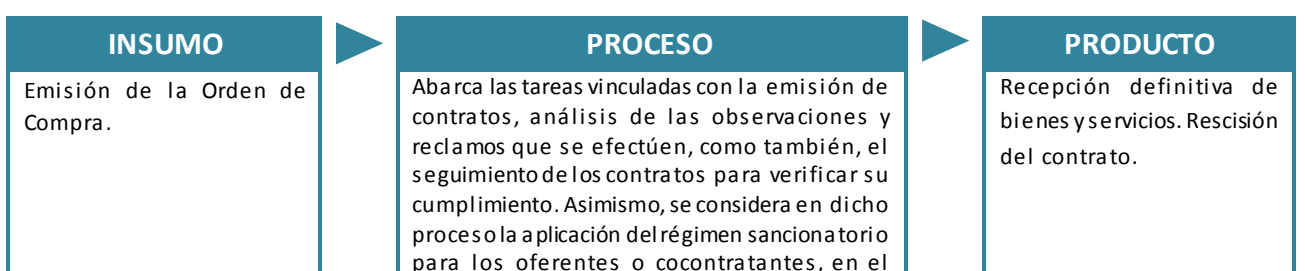 INSUMO
Emisión de la Orden de
Compra.
PROCESO
Abarca las tareas vinculadas con la emisión de
contratos, análisis de las observaciones y
reclamos que se efectúen, como también, el
seguimiento de los contratos para verificar su
cumplimiento. Asimismo, se considera en dicho
proceso la aplicación del régimen sancionatorio
para los oferentes o cocontratantes, en el
PRODUCTO
Recepción definitiva de
bienes y servicios. Rescisión
del contrato.